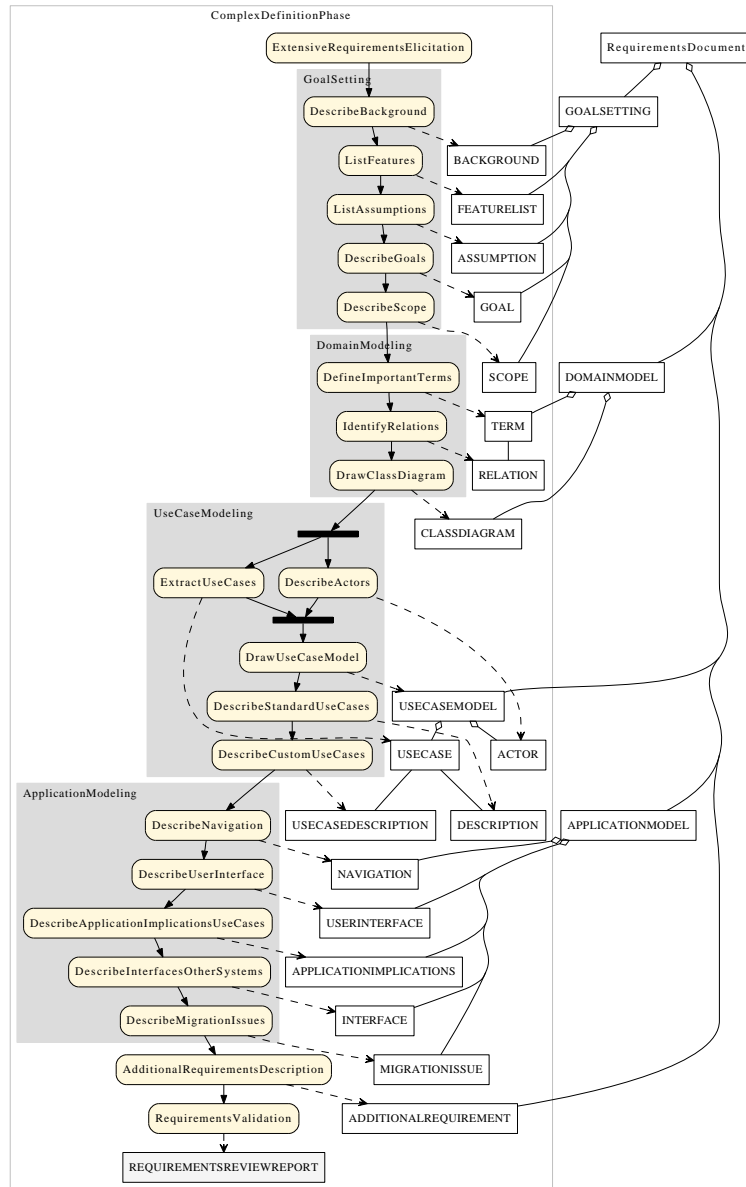 ComplexDefinitionPhase
ExtensiveRequirementsElicitation
RequirementsDocument
GoalSetting
DescribeBackground
GOALSETTING
ListFeatures
BACKGROUND
ListAssumptions
FEATURELIST
DescribeGoals
ASSUMPTION
DescribeScope
GOAL
DomainModeling
DefineImportantTerms
SCOPE
DOMAINMODEL
IdentifyRelations
TERM
DrawClassDiagram
RELATION
UseCaseModeling
CLASSDIAGRAM
ExtractUseCases
DescribeActors
DrawUseCaseModel
DescribeStandardUseCases
USECASEMODEL
DescribeCustomUseCases
USECASE
ACTOR
ApplicationModeling
DescribeNavigation
USECASEDESCRIPTION
DESCRIPTION
APPLICATIONMODEL
DescribeUserInterface
NAVIGATION
DescribeApplicationImplicationsUseCases
USERINTERFACE
DescribeInterfacesOtherSystems
APPLICATIONIMPLICATIONS
DescribeMigrationIssues
INTERFACE
AdditionalRequirementsDescription
MIGRATIONISSUE
RequirementsValidation
ADDITIONALREQUIREMENT
REQUIREMENTSREVIEWREPORT